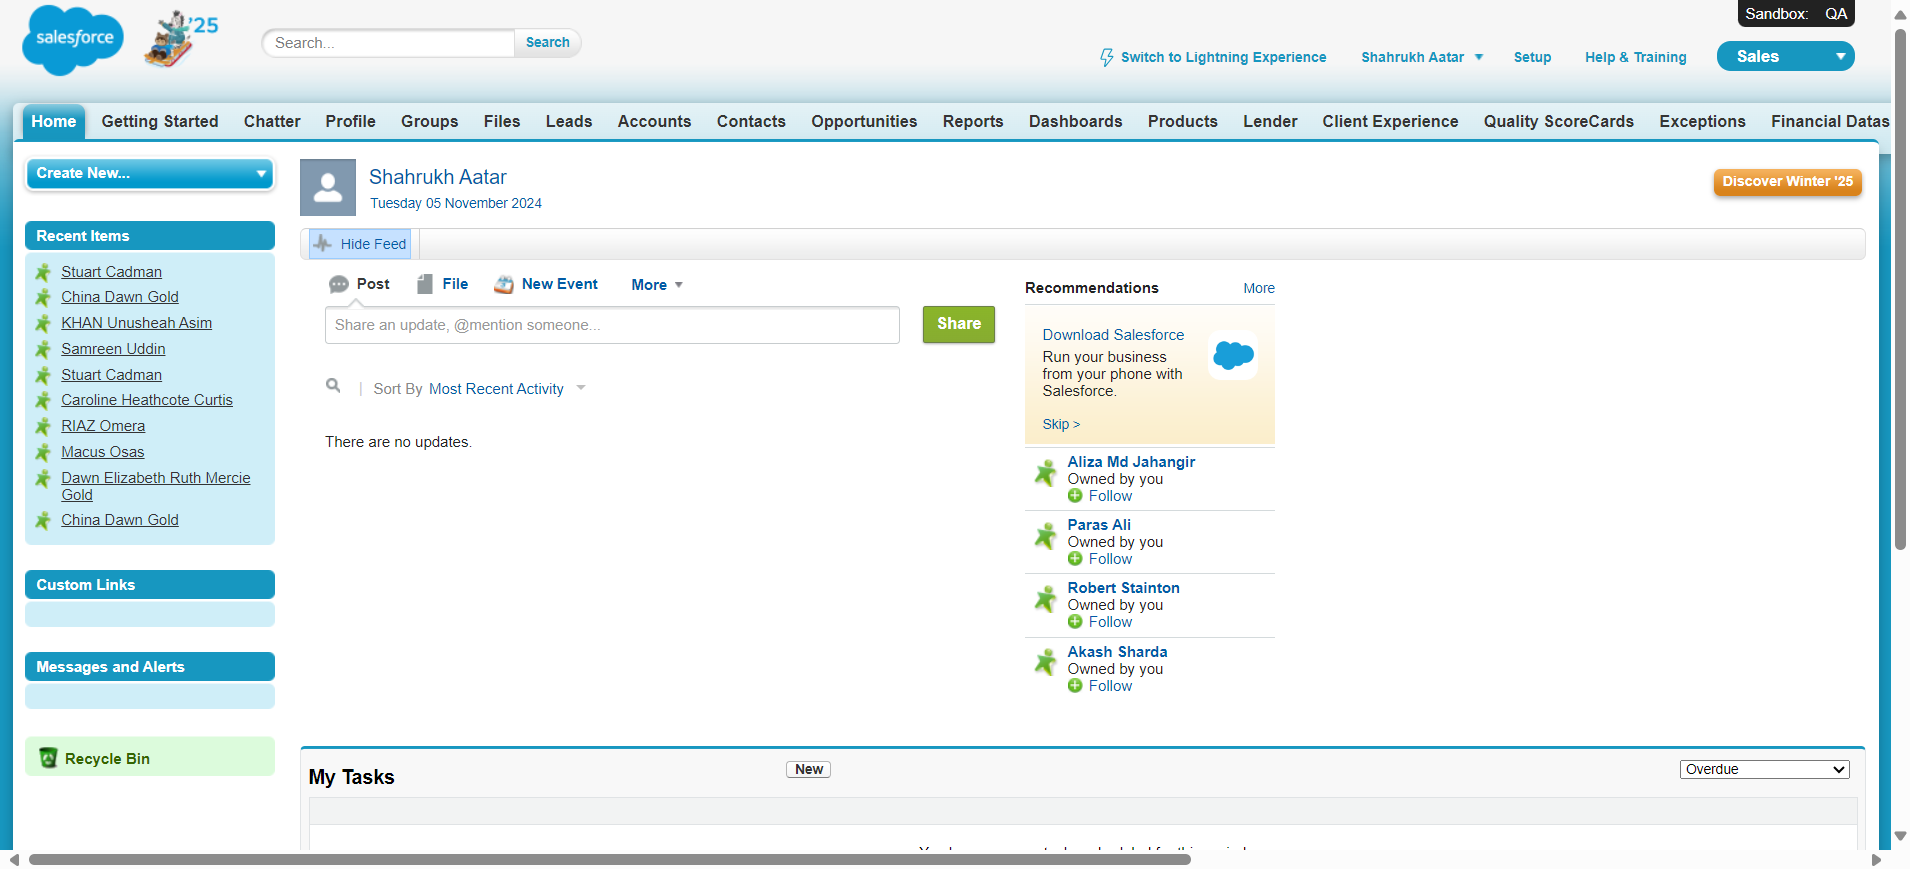 Sandbox: QA
salesforce
'25
Search...
Search
Switch to Lightning Experience
Shahrukh Aatar
Setup
Help & Training
Sales
Home
Getting Started
Chatter
Profile
Groups
Files
Leads
Accounts
Contacts
Opportunities
Reports
Dashboards
Products
Lender
Client Experience
Quality ScoreCards
Exceptions
Financial Datas
Create New...
Recent Items
Stuart Cadman
China Dawn Gold
KHAN Unusheah Asim
Samreen Uddin
Stuart Cadman
Caroline Heathcote Curtis
RIAZ Omera
Macus Osas
Dawn Elizabeth Ruth Mercie
Gold
China Dawn Gold
Custom Links
Messages and Alerts
Recycle Bin
Shahrukh Aatar
Tuesday 05 November 2024
Discover Winter '25
Hide Feed
Post
File
New Event
More
Share an update, @mention someone...
Share
Sort By Most Recent Activity
There are no updates.
Recommendations
More
Download Salesforce
Run your business
from your phone with
Salesforce.
Skip >
Aliza Md Jahangir
Owned by you
Follow
Paras Ali
Owned by you
Follow
Robert Stainton
Owned by you
Follow
Akash Sharda
Owned by you
Follow
My Tasks
New
Overdue